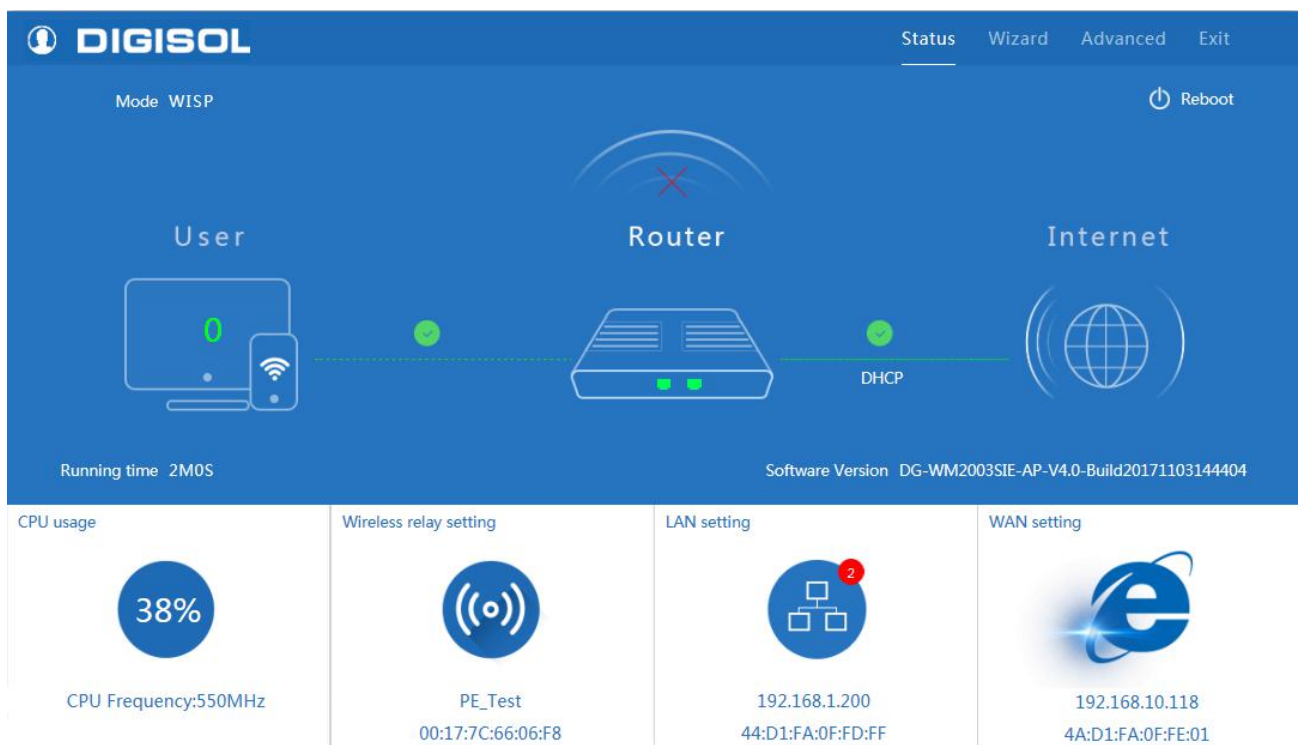 DIGISOL
Status Wizard Advanced Exit
Mode WISP
Reboot
User Router Internet
0
DHCP
Running time 2M0S
Software Version DG-WM2003SIE-AP-V4.0-Build20171103144404
CPU usage
38%
CPU Frequency:550MHz
Wireless relay setting
PE_Test
00:17:7C:66:06:F8
LAN setting
2
192.168.1.200
44:D1:FA:0F:FD:FF
WAN setting
192.168.10.118
4A:D1:FA:0F:FE:01